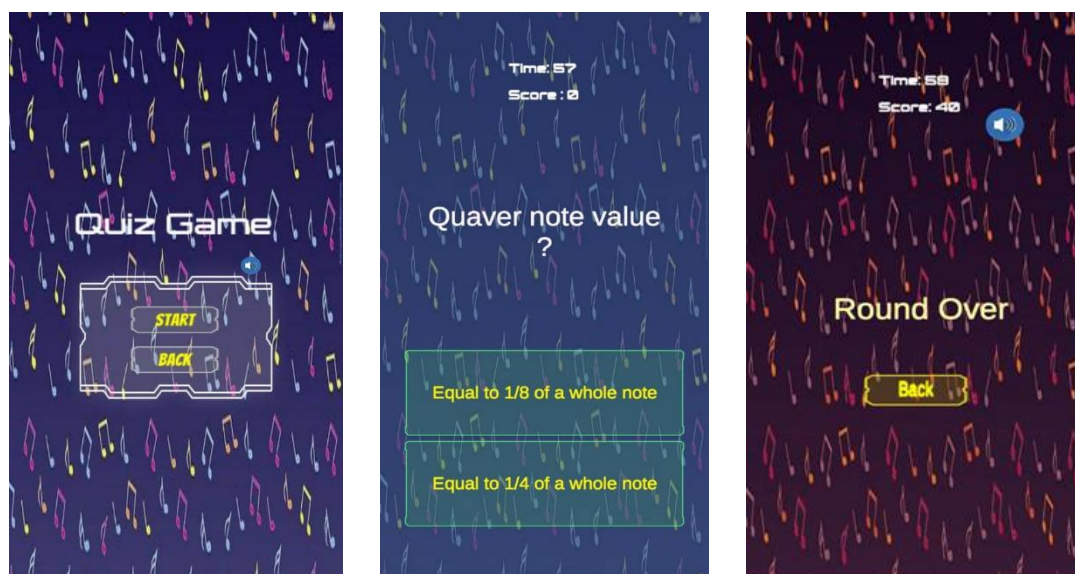 Quiz Game
START
BACK
Time: 57
Score : 0
Quaver note value
?
Equal to 1/8 of a whole note
Equal to 1/4 of a whole note
Time: 59
Score: 40
Round Over
Back